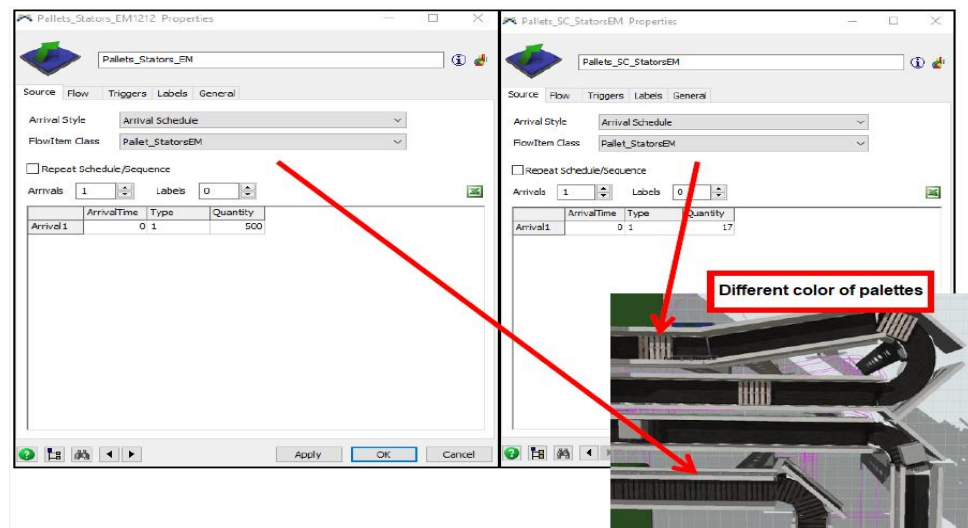 Pallets_Stators_EM1212 Properties
Pallets_Stators_EM
Source Flow Triggers Labels General
Arrival Style Arrival Schedule
FlowItem Class Pallet_StatorsEM
Repeat Schedule/Sequence
Arrivals 1 Labels 0
ArrivalTime Type Quantity
Arrival1 0 1 500
Apply OK Cancel
Pallets_SC_StatorsEM Properties
Pallets_SC_StatorsEM
Source Flow Triggers Labels General
Arrival Style Arrival Schedule
FlowItem Class Pallet_StatorsEM
Repeat Schedule/Sequence
Arrivals 1 Labels 0
ArrivalTime Type Quantity
Arrival1 0 1 17
Different color of palettes